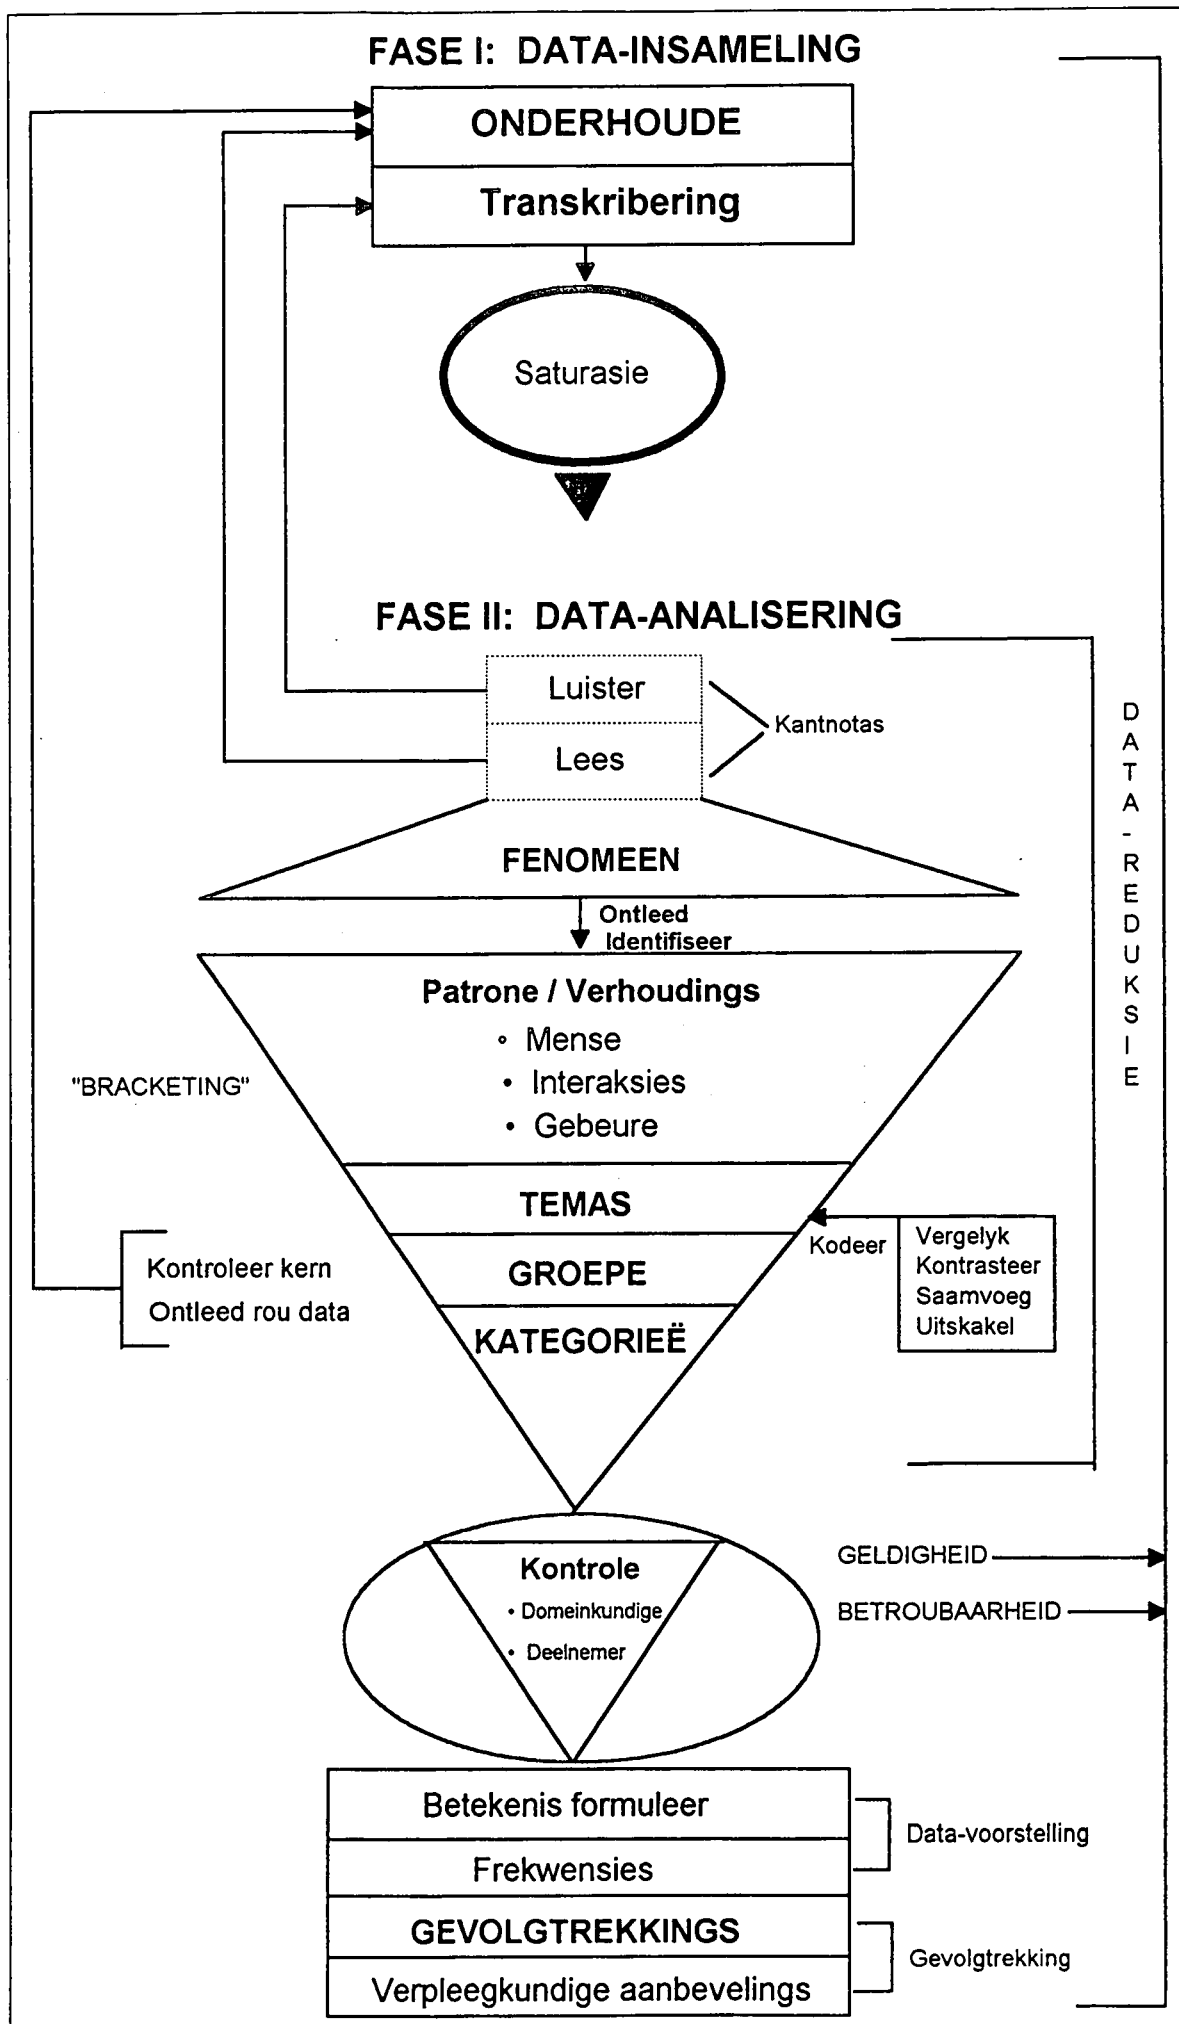 FASE I: DATA-INSAMELING
ONDERHOUDE
Transkribering
Saturasie
FASE II: DATA-ANALISERING
Luister
Lees
Kantnotas
DATA-REDUKSIE
FENOMEEN
Ontleed
Identifiseer
Patrone / Verhoudings
• Mense
• Interaksies
• Gebeure
"BRACKETING"
TEMAS
GROEPE
KATEGORIEË
Kodeer
Vergelyk
Kontrasteer
Saamvoeg
Uitskakel
Kontroleer kern
Ontleed rou data
Kontrole
• Domeinkundige
• Deelnemer
GELDIGHEID
BETROUBAARHEID
Betekenis formuleer
Frekwensies
Data-voorstelling
GEVOLGTREKKINGS
Verpleegkundige aanbevelings
Gevolgtrekking